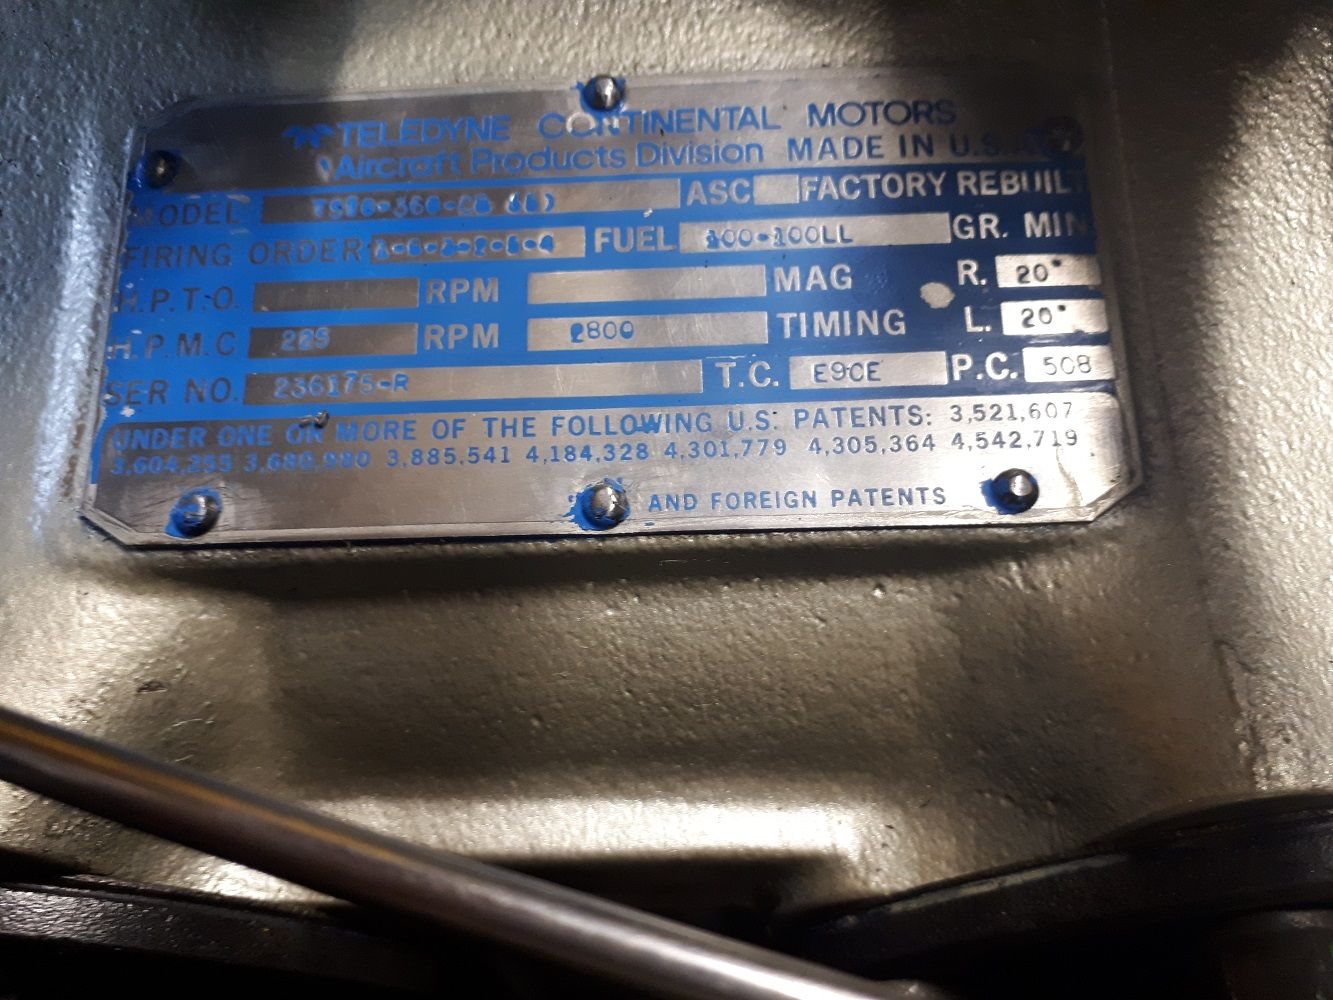 TELEDYNE CONTINENTAL MOTORS
Aircraft Products Division MADE IN U.S.A.
MODEL ASC FACTORY REBUILT
FIRING ORDER FUEL 100-100LL GR. MIN
H.P.T.O. RPM MAG R. 20°
H.P.M.C 225 RPM 2800 TIMING L. 20°
SER NO. 236175-R T.C. E9CE P.C. 508
UNDER ONE OR MORE OF THE FOLLOWING U.S. PATENTS: 3,521,607
3,604,255 3,680,980 3,885,541 4,184,328 4,301,779 4,305,364 4,542,719
AND FOREIGN PATENTS